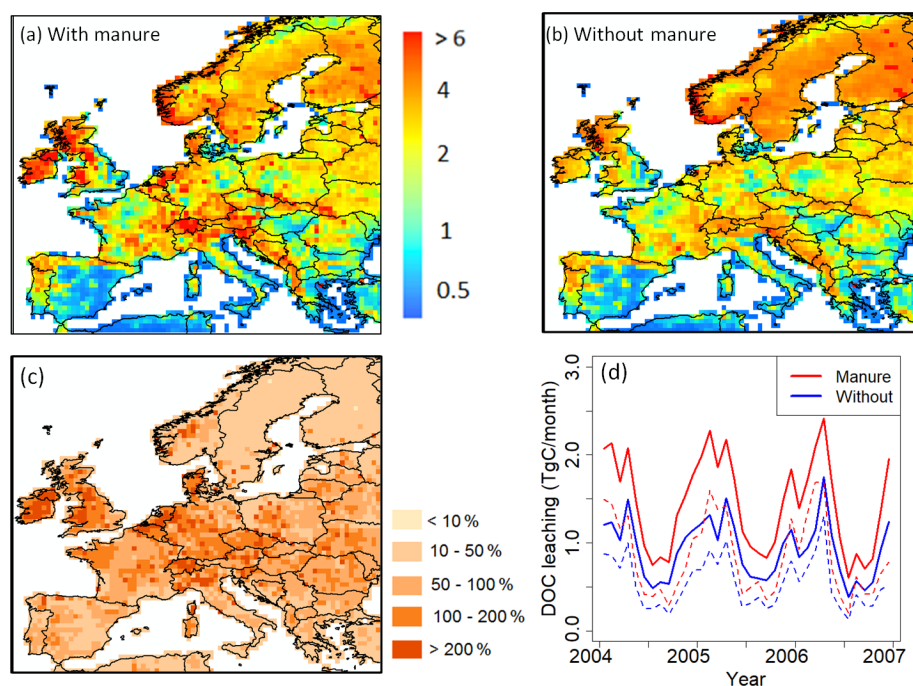 (a) With manure
> 6
4
2
1
0.5
(b) Without manure
(c)
< 10 %
10 - 50 %
50 - 100 %
100 - 200 %
> 200 %
(d)
Manure
Without
DOC leaching (TgC/month)
3.0
2.0
1.0
0.0
2004 2005 2006 2007
Year